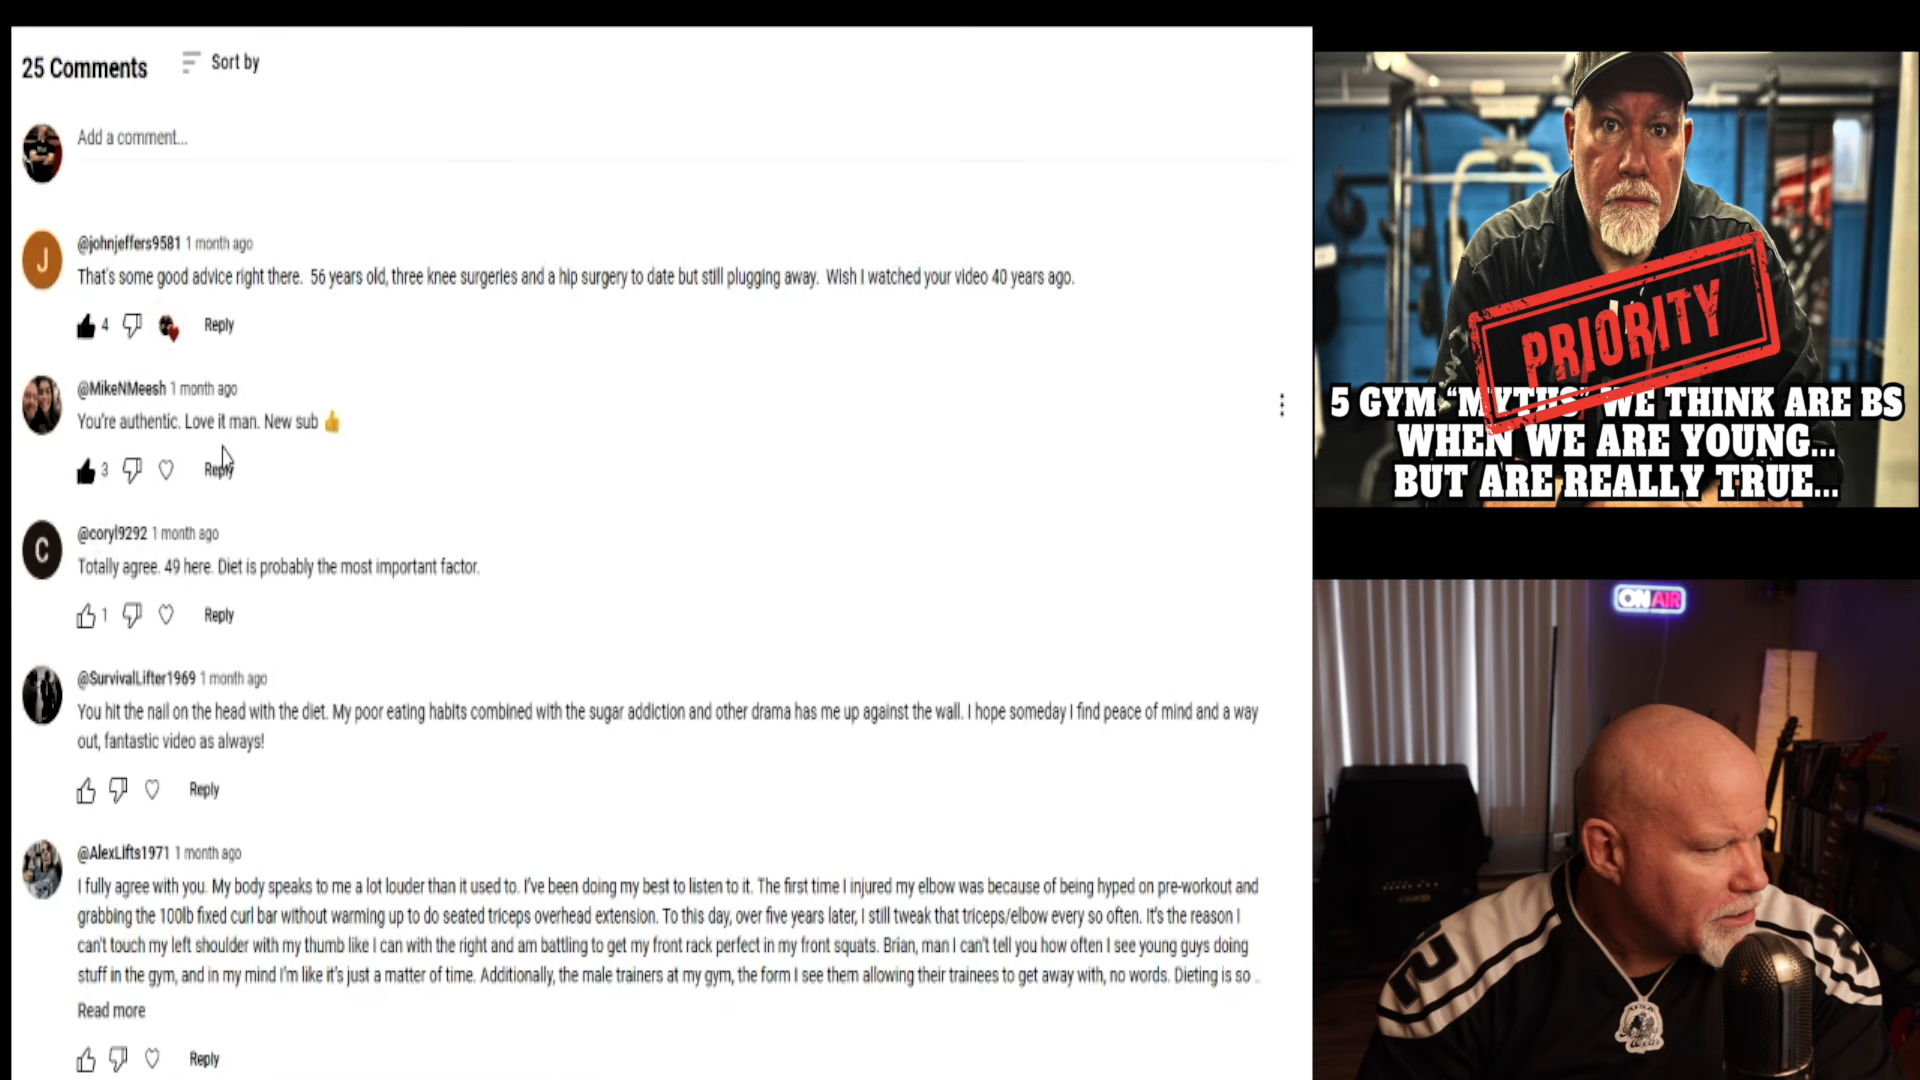 25 Comments
Sort by
Add a comment...
J
@johnjeffers9581 1 month ago
That's some good advice right there. 56 years old, three knee surgeries and a hip surgery to date but still plugging away. Wish I watched your video 40 years ago.
4
Reply
@MikeNMeesh 1 month ago
You're authentic. Love it man. New sub 👍
3
Reply
C
@coryl9292 1 month ago
Totally agree. 49 here. Diet is probably the most important factor.
1
Reply
@SurvivalLifter1969 1 month ago
You hit the nail on the head with the diet. My poor eating habits combined with the sugar addiction and other drama has me up against the wall. I hope someday I find peace of mind and a way
out, fantastic video as always!
Reply
@AlexLifts1971 1 month ago
I fully agree with you. My body speaks to me a lot louder than it used to. I've been doing my best to listen to it. The first time I injured my elbow was because of being hyped on pre-workout and
grabbing the 100lb fixed curl bar without warming up to do seated triceps overhead extension. To this day, over five years later, I still tweak that triceps/elbow every so often. It's the reason I
can't touch my left shoulder with my thumb like I can with the right and am battling to get my front rack perfect in my front squats. Brian, man I can't tell you how often I see young guys doing
stuff in the gym, and in my mind I'm like it's just a matter of time. Additionally, the male trainers at my gym, the form I see them allowing their trainees to get away with, no words. Dieting is so ..
Read more
Reply
PRIORITY
5 GYM "MYTHS" WE THINK ARE BS
WHEN WE ARE YOUNG...
BUT ARE REALLY TRUE...
ON AIR